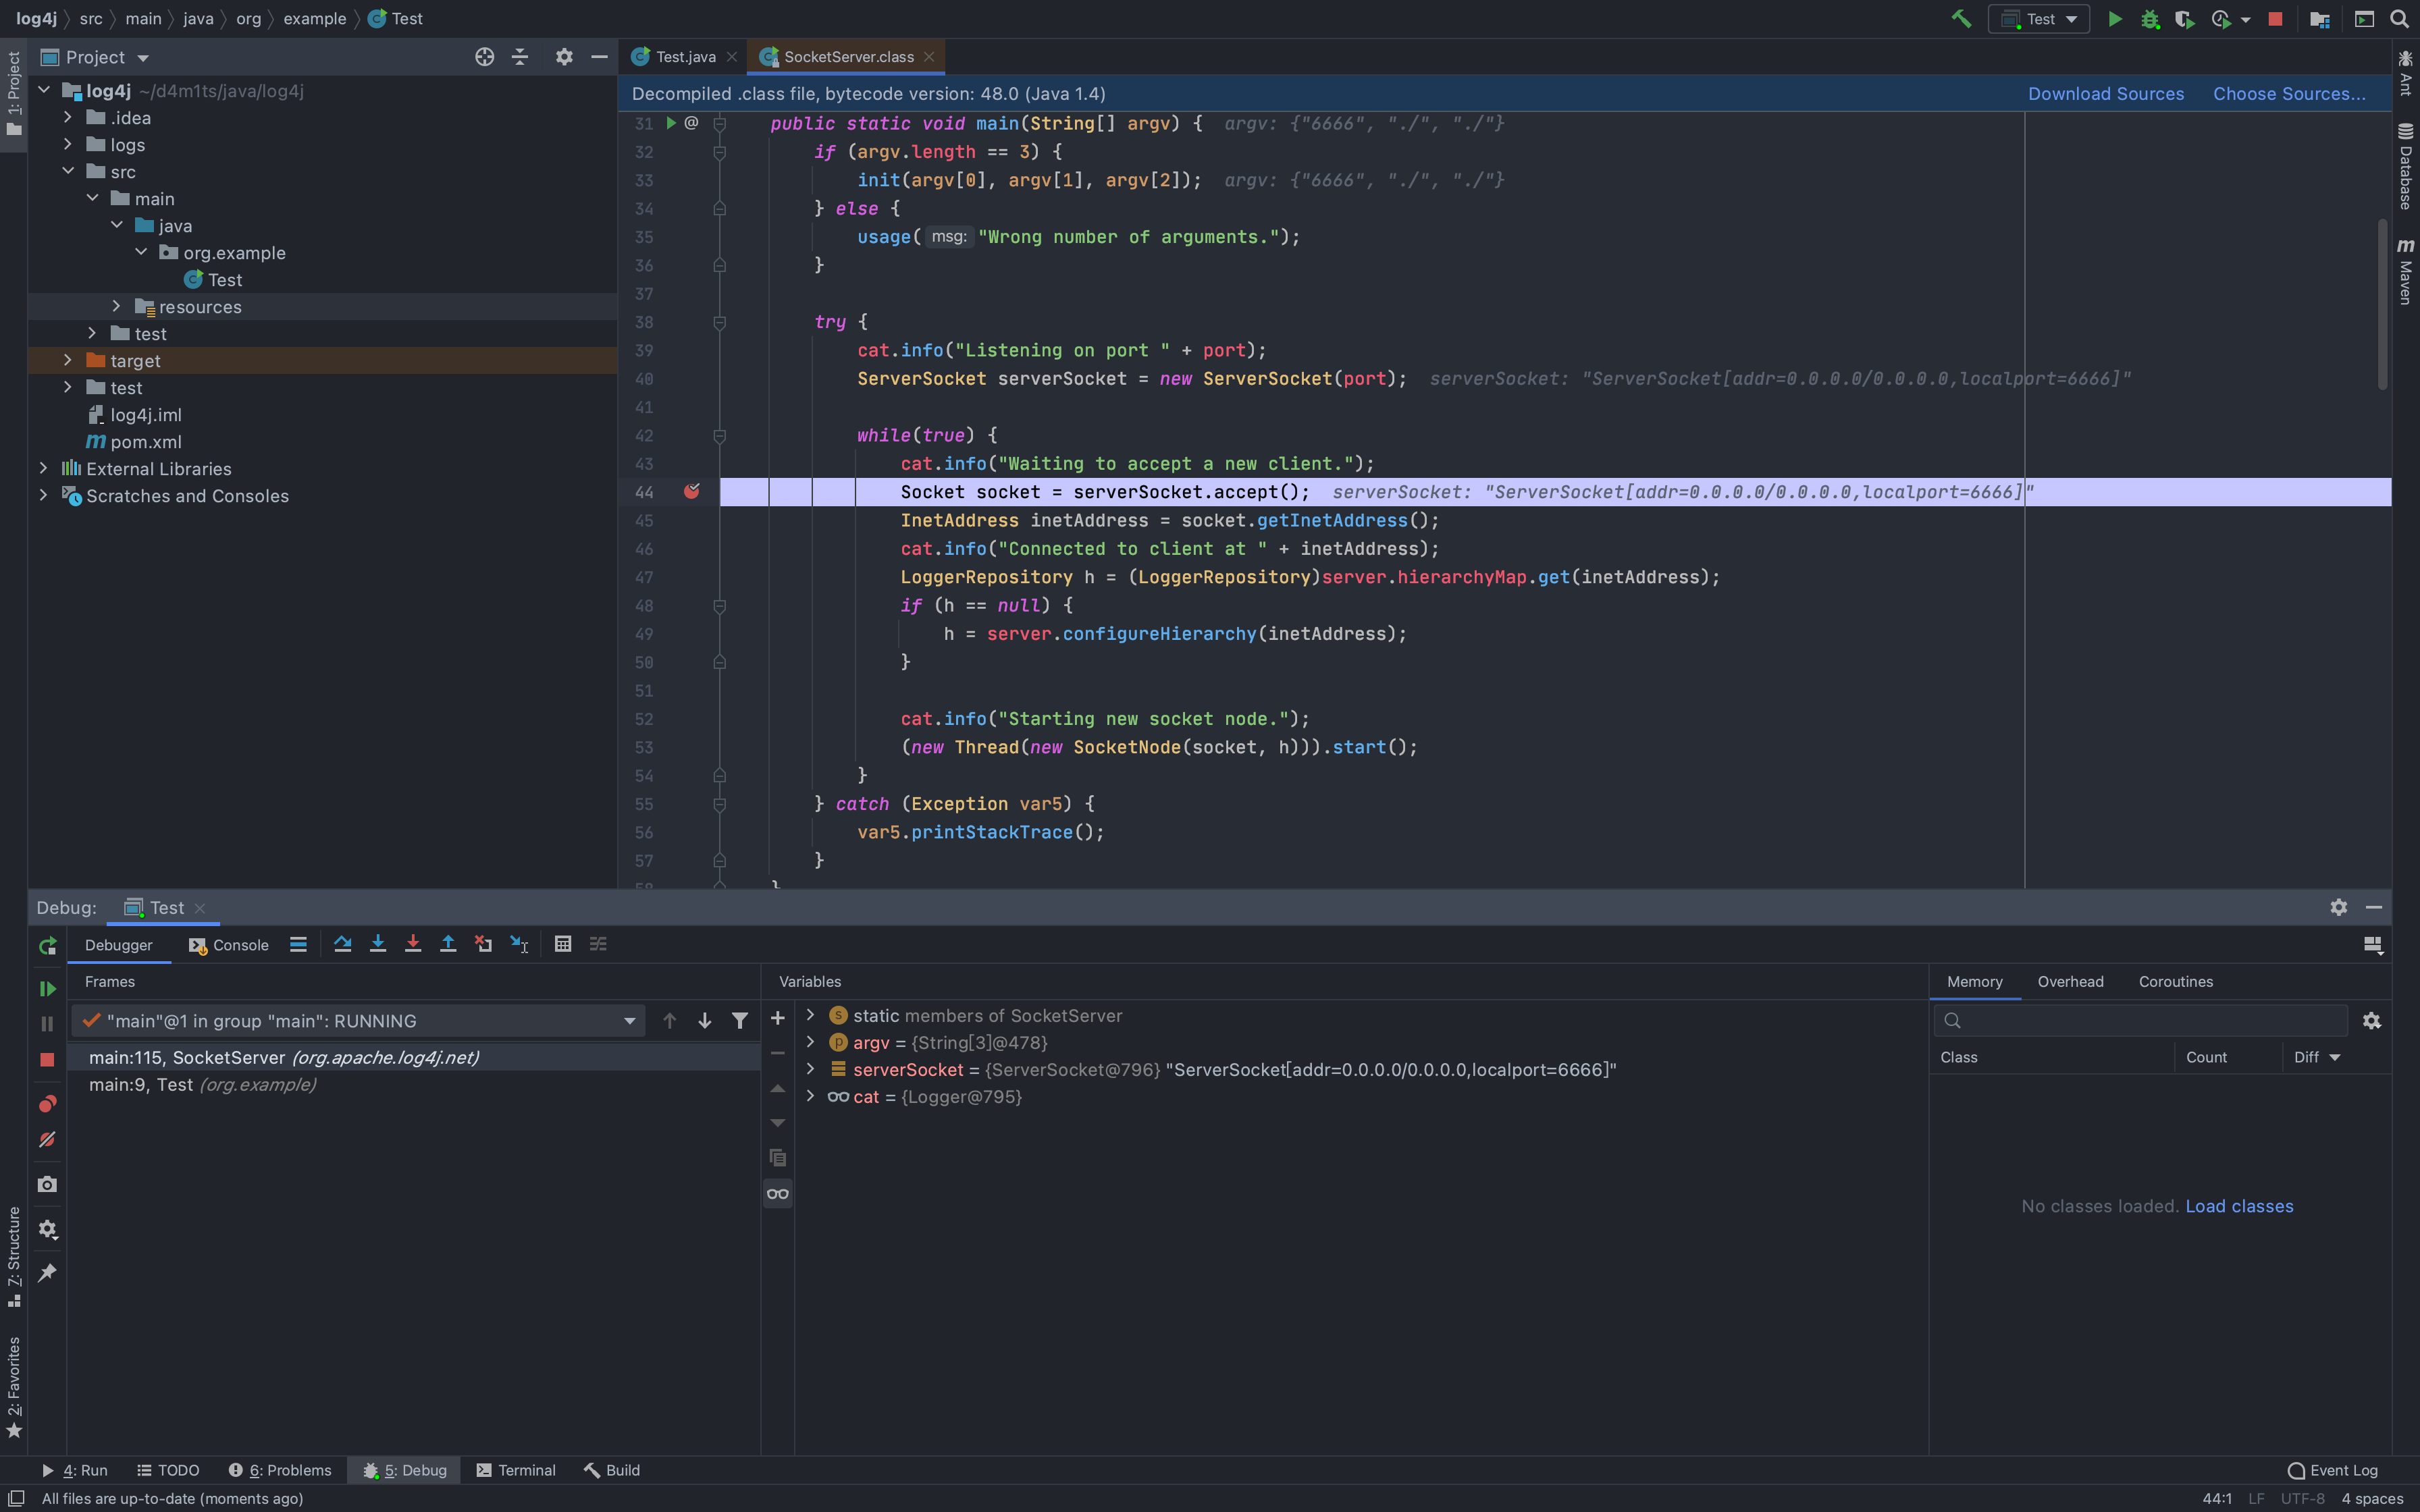 log4j src main java org example Test
Test
1: Project
Project
log4j ~/d4m1ts/java/log4j
.idea
logs
src
main
java
org.example
Test
resources
test
target
test
log4j.iml
pom.xml
External Libraries
Scratches and Consoles
Test.java SocketServer.class
Decompiled .class file, bytecode version: 48.0 (Java 1.4) Download Sources Choose Sources...
31 @ public static void main(String[] argv) { argv: {"6666", "./", "./"}
32 if (argv.length == 3) {
33 init(argv[0], argv[1], argv[2]); argv: {"6666", "./", "./"}
34 } else {
35 usage( msg: "Wrong number of arguments.");
36 }
37
38 try {
39 cat.info("Listening on port " + port);
40 ServerSocket serverSocket = new ServerSocket(port); serverSocket: "ServerSocket[addr=0.0.0.0/0.0.0.0,localport=6666]"
41
42 while(true) {
43 cat.info("Waiting to accept a new client.");
44 Socket socket = serverSocket.accept(); serverSocket: "ServerSocket[addr=0.0.0.0/0.0.0.0,localport=6666]"
45 InetAddress inetAddress = socket.getInetAddress();
46 cat.info("Connected to client at " + inetAddress);
47 LoggerRepository h = (LoggerRepository)server.hierarchyMap.get(inetAddress);
48 if (h == null) {
49 h = server.configureHierarchy(inetAddress);
50 }
51
52 cat.info("Starting new socket node.");
53 (new Thread(new SocketNode(socket, h))).start();
54 }
55 } catch (Exception var5) {
56 var5.printStackTrace();
57 }
58 }
Ant
Database
m Maven
Debug: Test
Debugger Console
Frames
"main"@1 in group "main": RUNNING
main:115, SocketServer (org.apache.log4j.net)
main:9, Test (org.example)
Variables
static members of SocketServer
argv = {String[3]@478}
serverSocket = {ServerSocket@796} "ServerSocket[addr=0.0.0.0/0.0.0.0,localport=6666]"
cat = {Logger@795}
Memory Overhead Coroutines
Class Count Diff
No classes loaded. Load classes
7: Structure
2: Favorites
4: Run TODO 6: Problems 5: Debug Terminal Build Event Log
All files are up-to-date (moments ago) 44:1 LF UTF-8 4 spaces